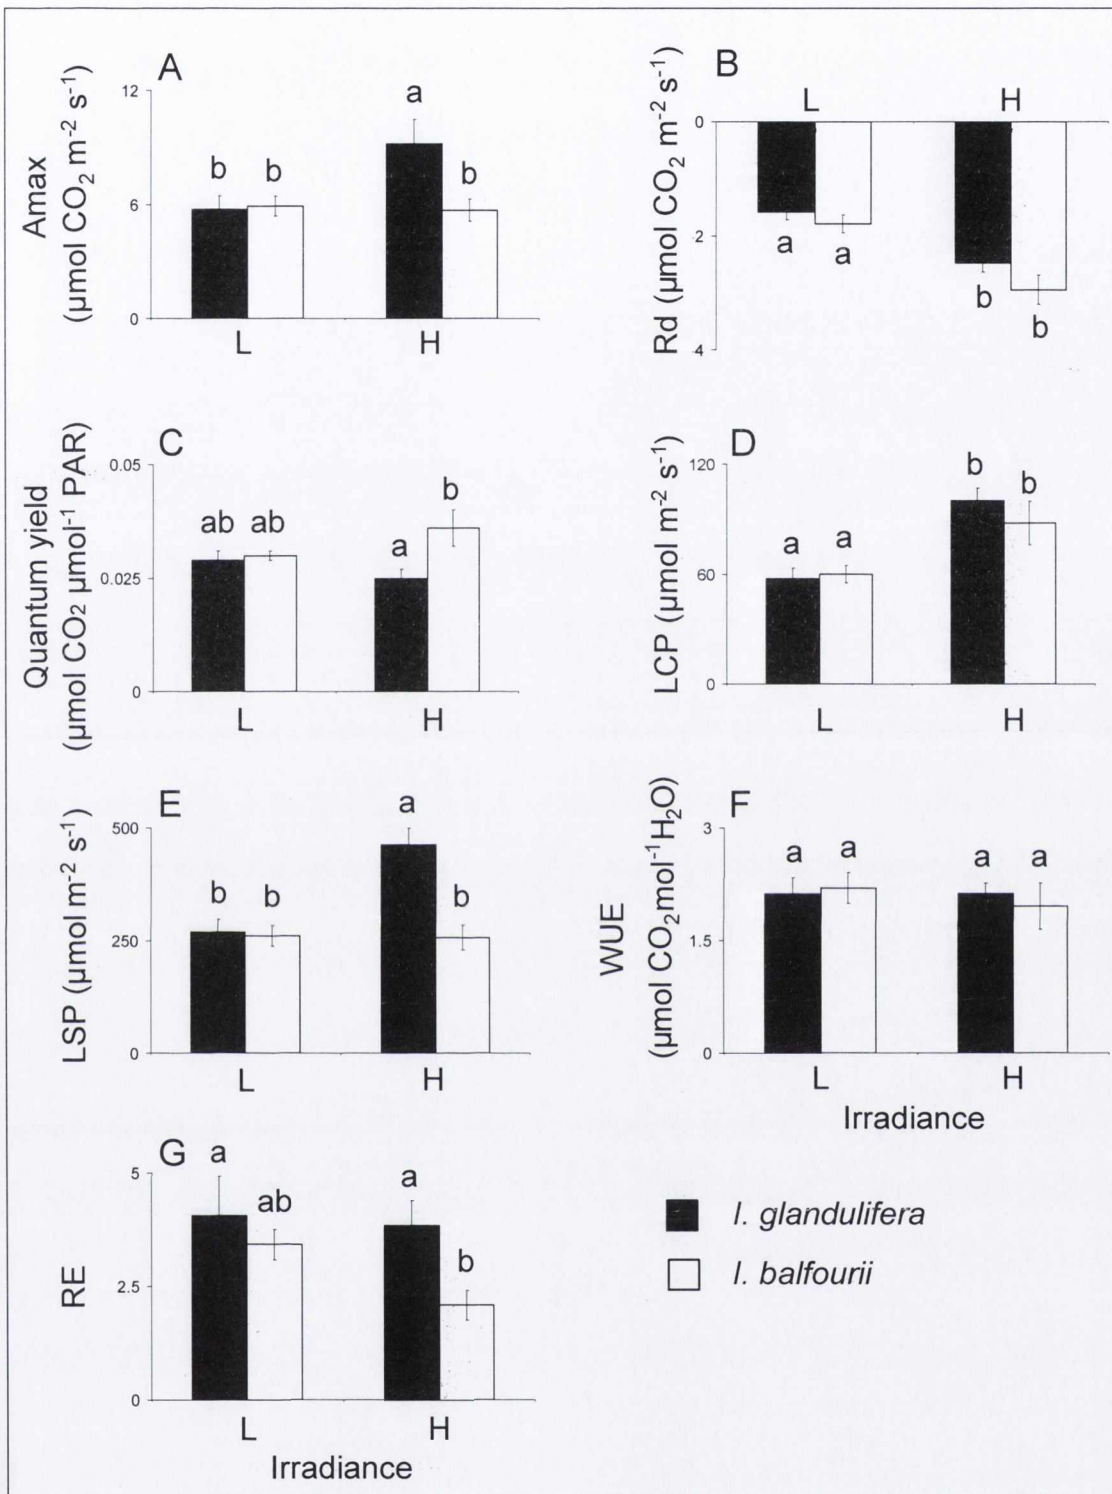 A
Amax
(µmol CO₂ m⁻² s⁻¹)
12
6
0
b
b
a
b
L
H
B
L
H
Rd (µmol CO₂ m⁻² s⁻¹)
0
2
4
a
a
b
b
C
Quantum yield
(µmol CO₂ µmol⁻¹ PAR)
0.05
0.025
0
ab
ab
a
b
L
H
D
LCP (µmol m⁻² s⁻¹)
120
60
0
a
a
b
b
L
H
E
LSP (µmol m⁻² s⁻¹)
500
250
0
b
b
a
b
L
H
F
WUE
(µmol CO₂mol⁻¹H₂O)
3
1.5
0
a
a
a
a
L
H
Irradiance
G
RE
5
2.5
0
a
ab
a
b
L
H
Irradiance
I. glandulifera
I. balfourii